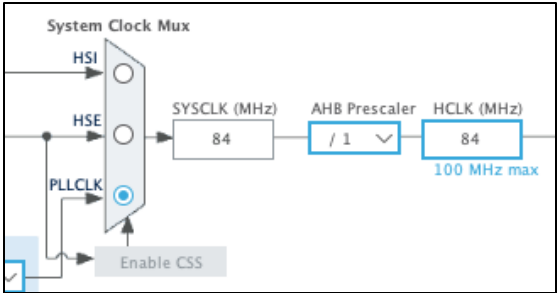 System Clock Mux
HSI
SYSCLK (MHz) AHB Prescaler HCLK (MHz)
HSE
84 / 1 84
100 MHz max
PLLCLK
Enable CSS